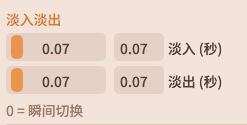 淡入淡出
0.07 0.07 淡入 (秒)
0.07 0.07 淡出 (秒)
0 = 瞬间切换